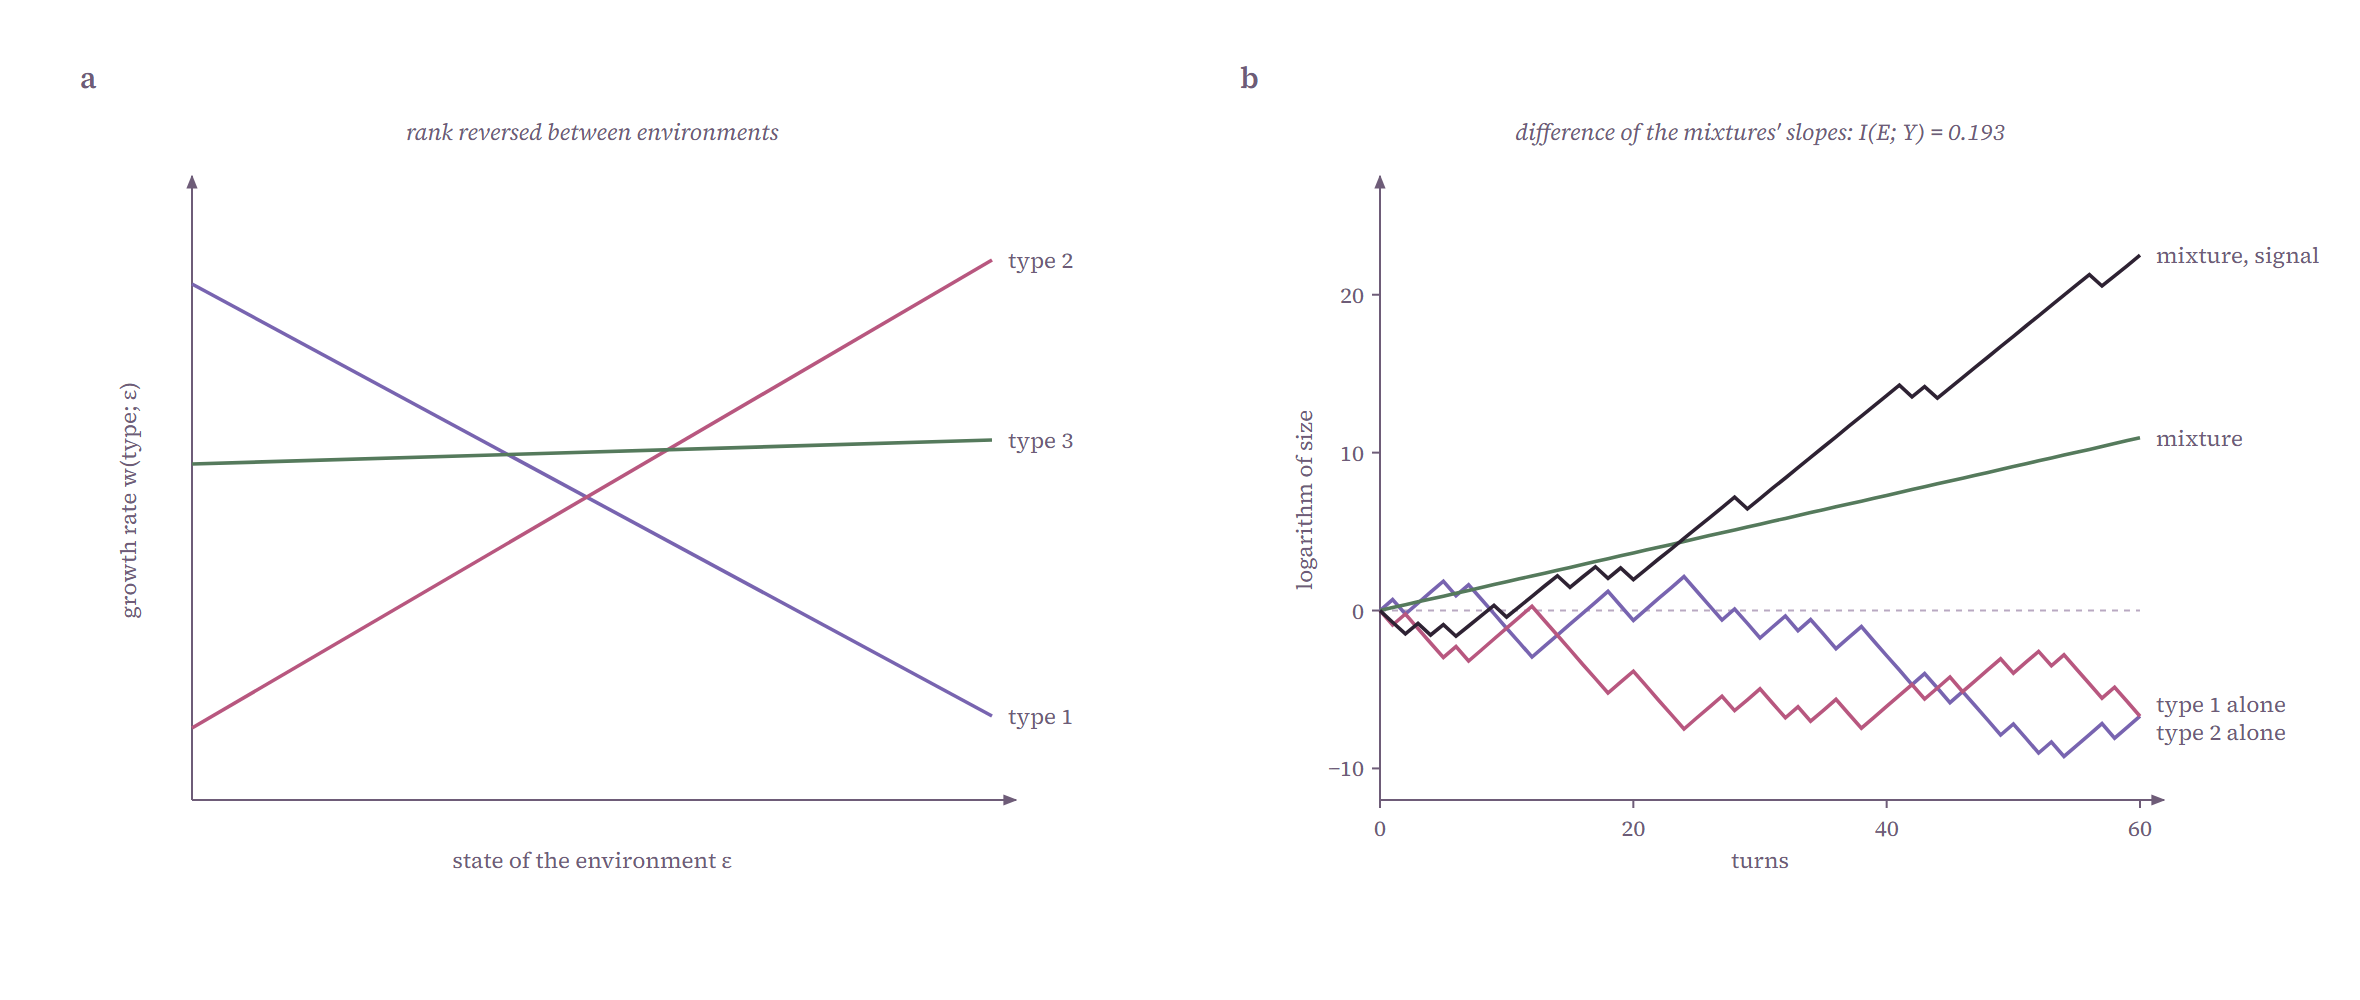 a
rank reversed between environments
growth rate w(type; ε)
type 2
type 3
type 1
state of the environment ε
b
difference of the mixtures' slopes: I(E; Y) = 0.193
logarithm of size
20
10
0
−10
mixture, signal
mixture
type 1 alone
type 2 alone
0
20
40
60
turns